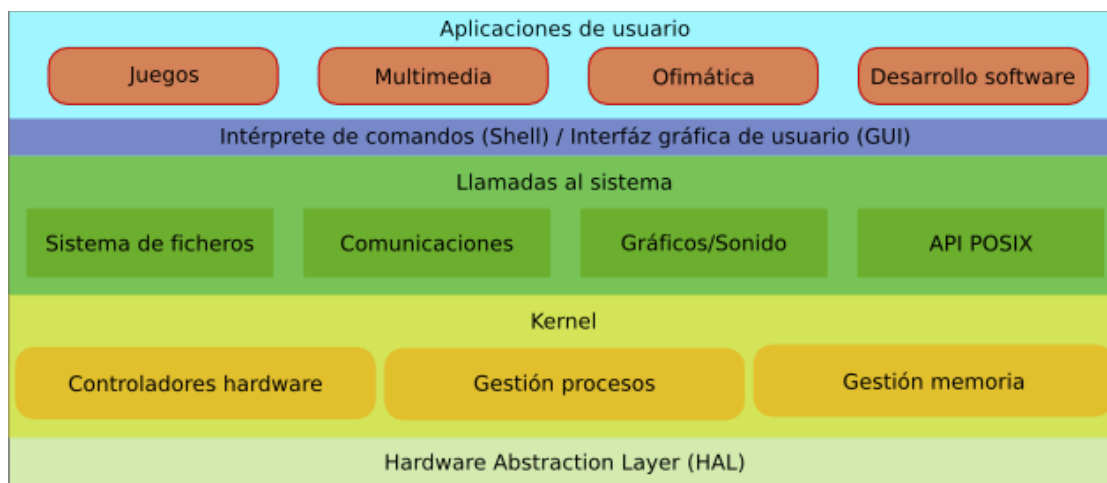 Aplicaciones de usuario
Juegos
Multimedia
Ofimática
Desarrollo software
Intérprete de comandos (Shell) / Interfáz gráfica de usuario (GUI)
Llamadas al sistema
Sistema de ficheros
Comunicaciones
Gráficos/Sonido
API POSIX
Kernel
Controladores hardware
Gestión procesos
Gestión memoria
Hardware Abstraction Layer (HAL)